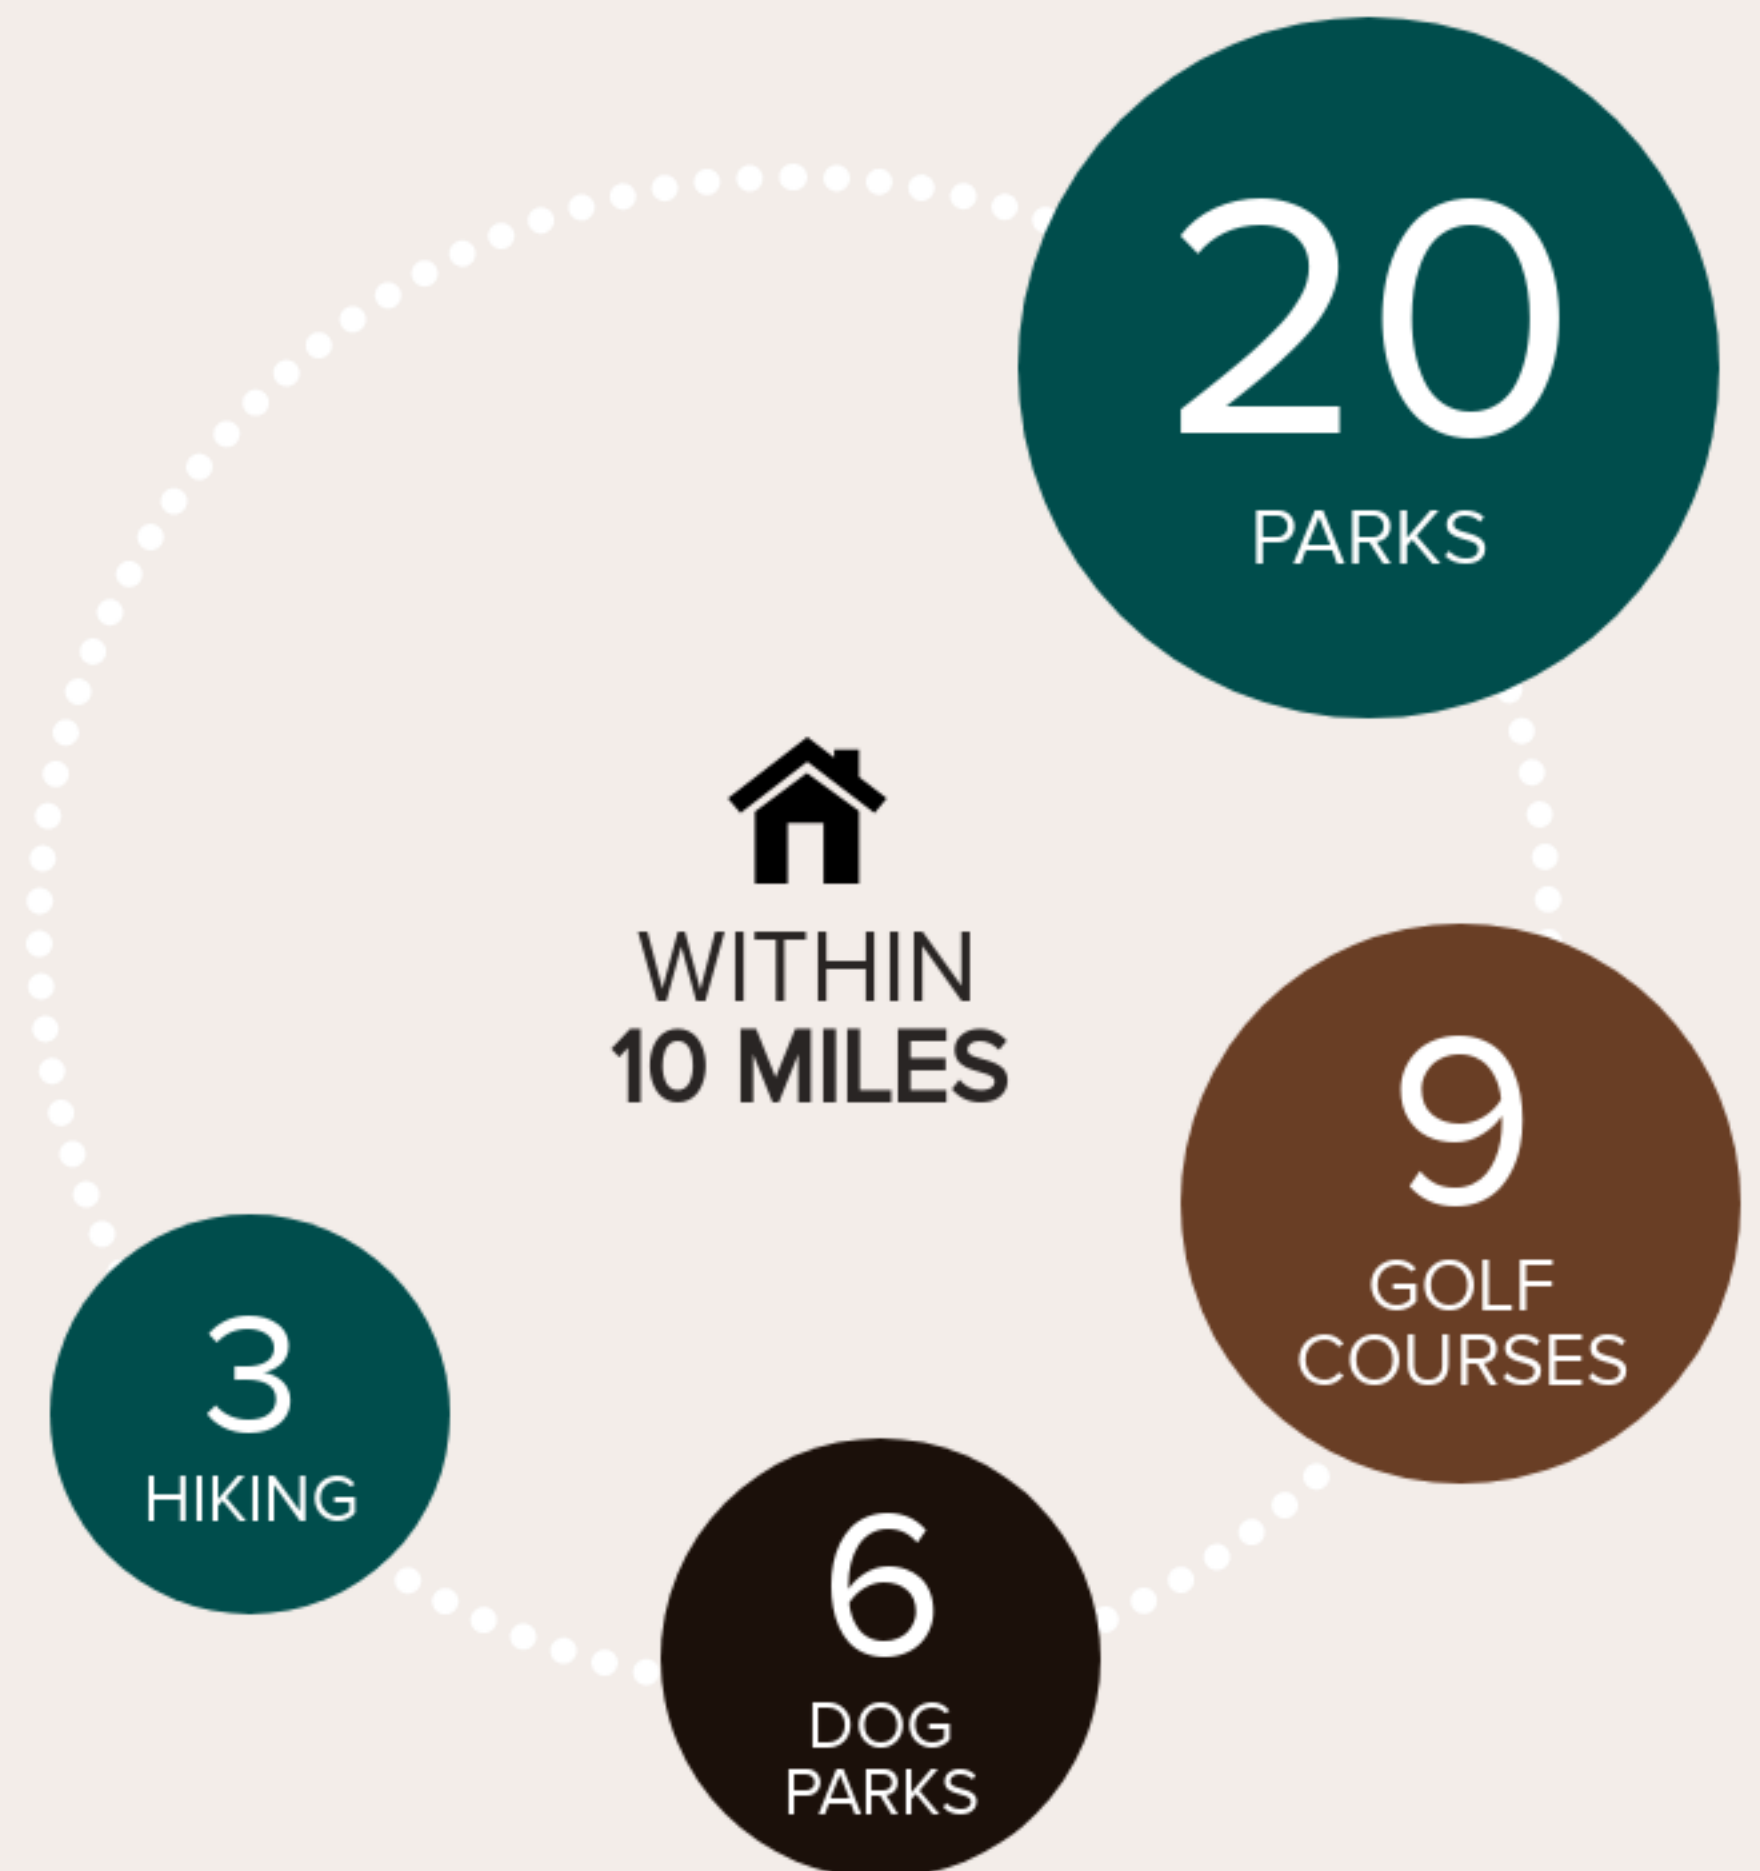 20
PARKS
WITHIN
10 MILES
9
GOLF
COURSES
3
HIKING
6
DOG
PARKS